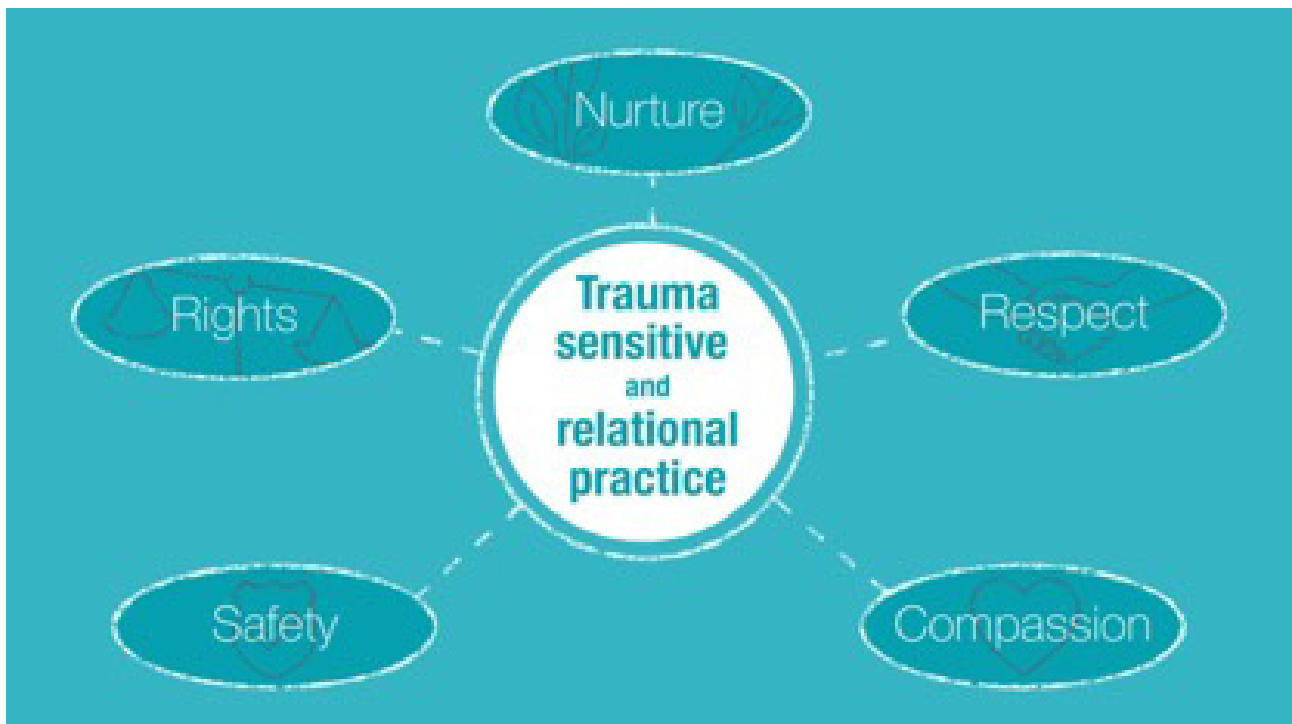 Nurture
Rights
Trauma
sensitive
and
relational
practice
Respect
Safety
Compassion